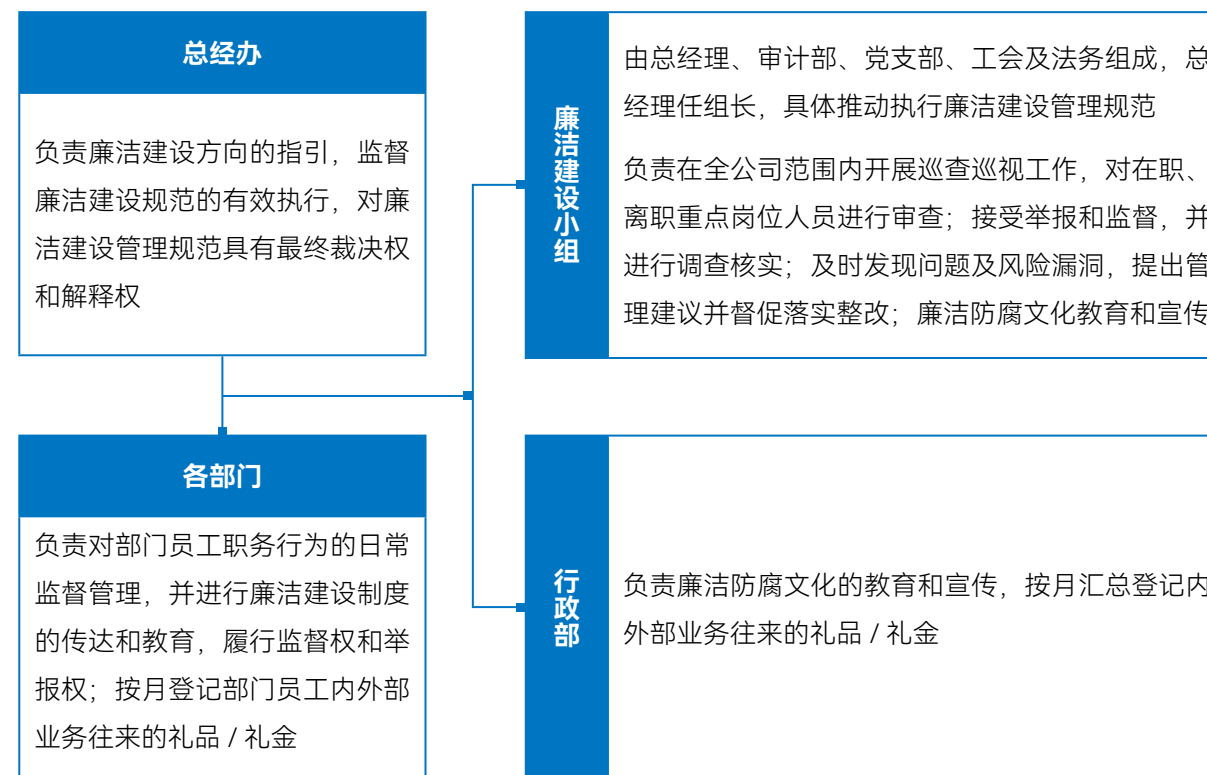 总经办
负责廉洁建设方向的指引，监督
廉洁建设规范的有效执行，对廉
洁建设管理规范具有最终裁决权
和解释权
廉洁建设小组
由总经理、审计部、党支部、工会及法务组成，总
经理任组长，具体推动执行廉洁建设管理规范
负责在全公司范围内开展巡查巡视工作，对在职、
离职重点岗位人员进行审查；接受举报和监督，并
进行调查核实；及时发现问题及风险漏洞，提出管
理建议并督促落实整改；廉洁防腐文化教育和宣传
各部门
负责对部门员工职务行为的日常
监督管理，并进行廉洁建设制度
的传达和教育，履行监督权和举
报权；按月登记部门员工内外部
业务往来的礼品 / 礼金
行政部
负责廉洁防腐文化的教育和宣传，按月汇总登记内
外部业务往来的礼品 / 礼金